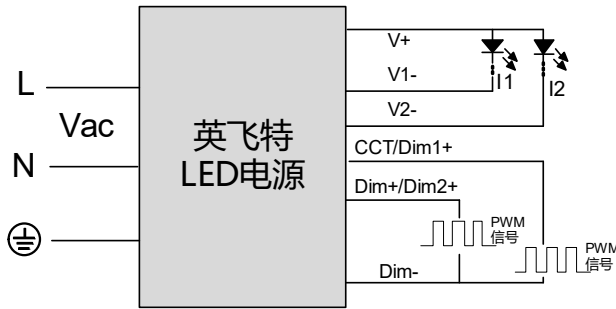 L
Vac
N
英飞特
LED电源
V+
V1-
I1
I2
V2-
CCT/Dim1+
Dim+/Dim2+
PWM
信号
PWM
信号
Dim-